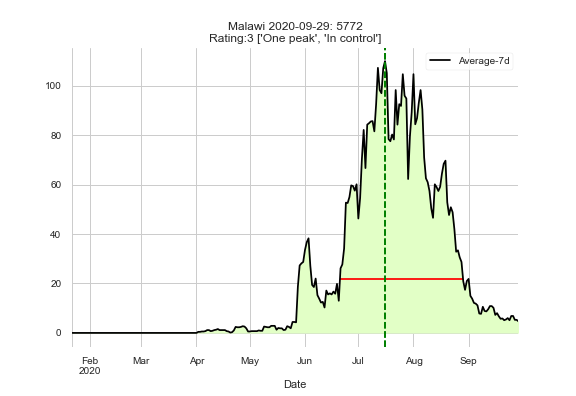 Malawi 2020-09-29: 5772
Rating:3 ['One peak', 'In control']
Average-7d
100
80
60
40
20
0
Feb
2020
Mar
Apr
May
Jun
Jul
Aug
Sep
Date